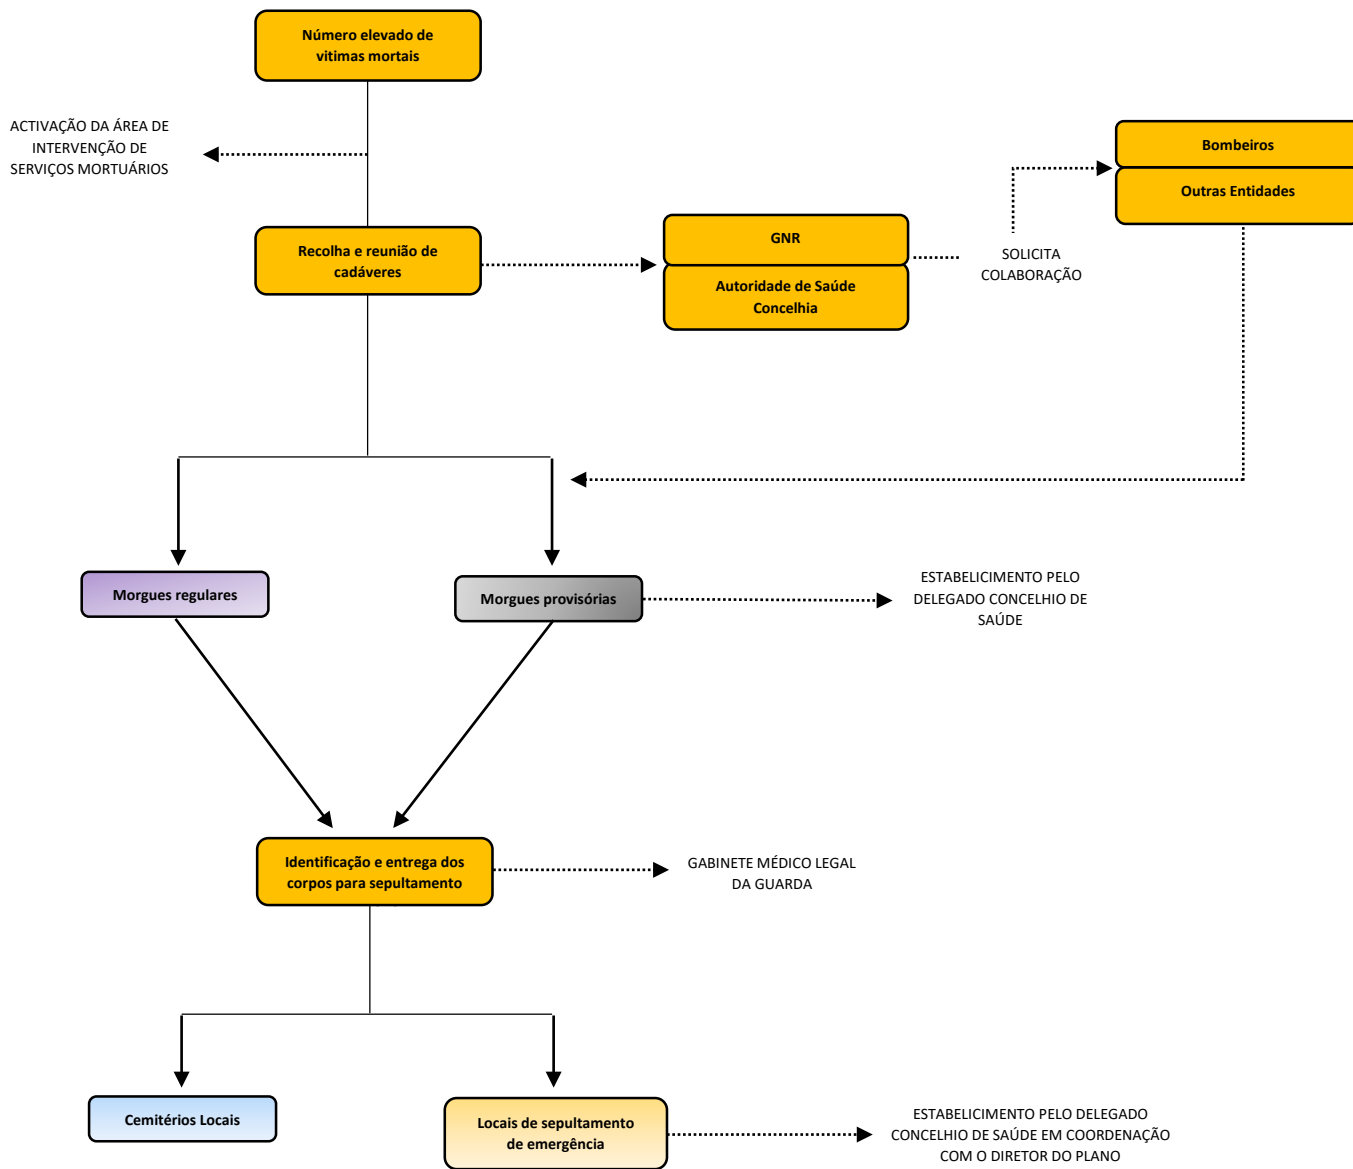 Número elevado de
vitimas mortais
ACTIVAÇÃO DA ÁREA DE
INTERVENÇÃO DE
SERVIÇOS MORTUÁRIOS
Bombeiros
Outras Entidades
Recolha e reunião de
cadáveres
GNR
Autoridade de Saúde
Concelhia
SOLICITA
COLABORAÇÃO
Morgues regulares
Morgues provisórias
ESTABELICIMENTO PELO
DELEGADO CONCELHIO DE
SAÚDE
Identificação e entrega dos
corpos para sepultamento
GABINETE MÉDICO LEGAL
DA GUARDA
Cemitérios Locais
Locais de sepultamento
de emergência
ESTABELICIMENTO PELO DELEGADO
CONCELHIO DE SAÚDE EM COORDENAÇÃO
COM O DIRETOR DO PLANO